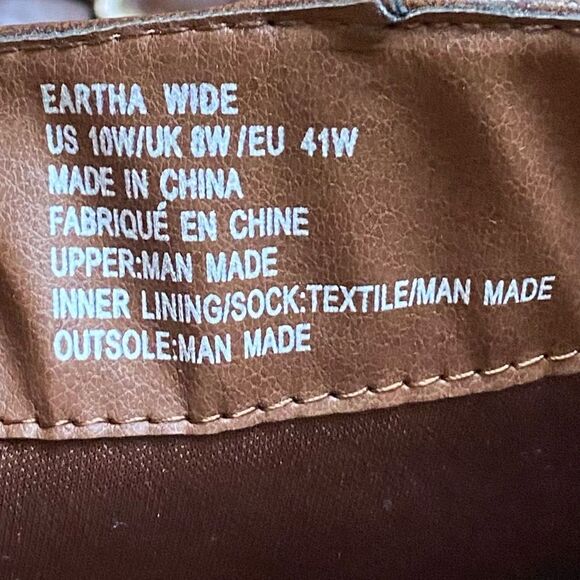 EARTHA WIDE
US 10W/UK 8W/EU 41W
MADE IN CHINA
FABRIQUÉ EN CHINE
UPPER:MAN MADE
INNER LINING/SOCK:TEXTILE/MAN MADE
OUTSOLE:MAN MADE